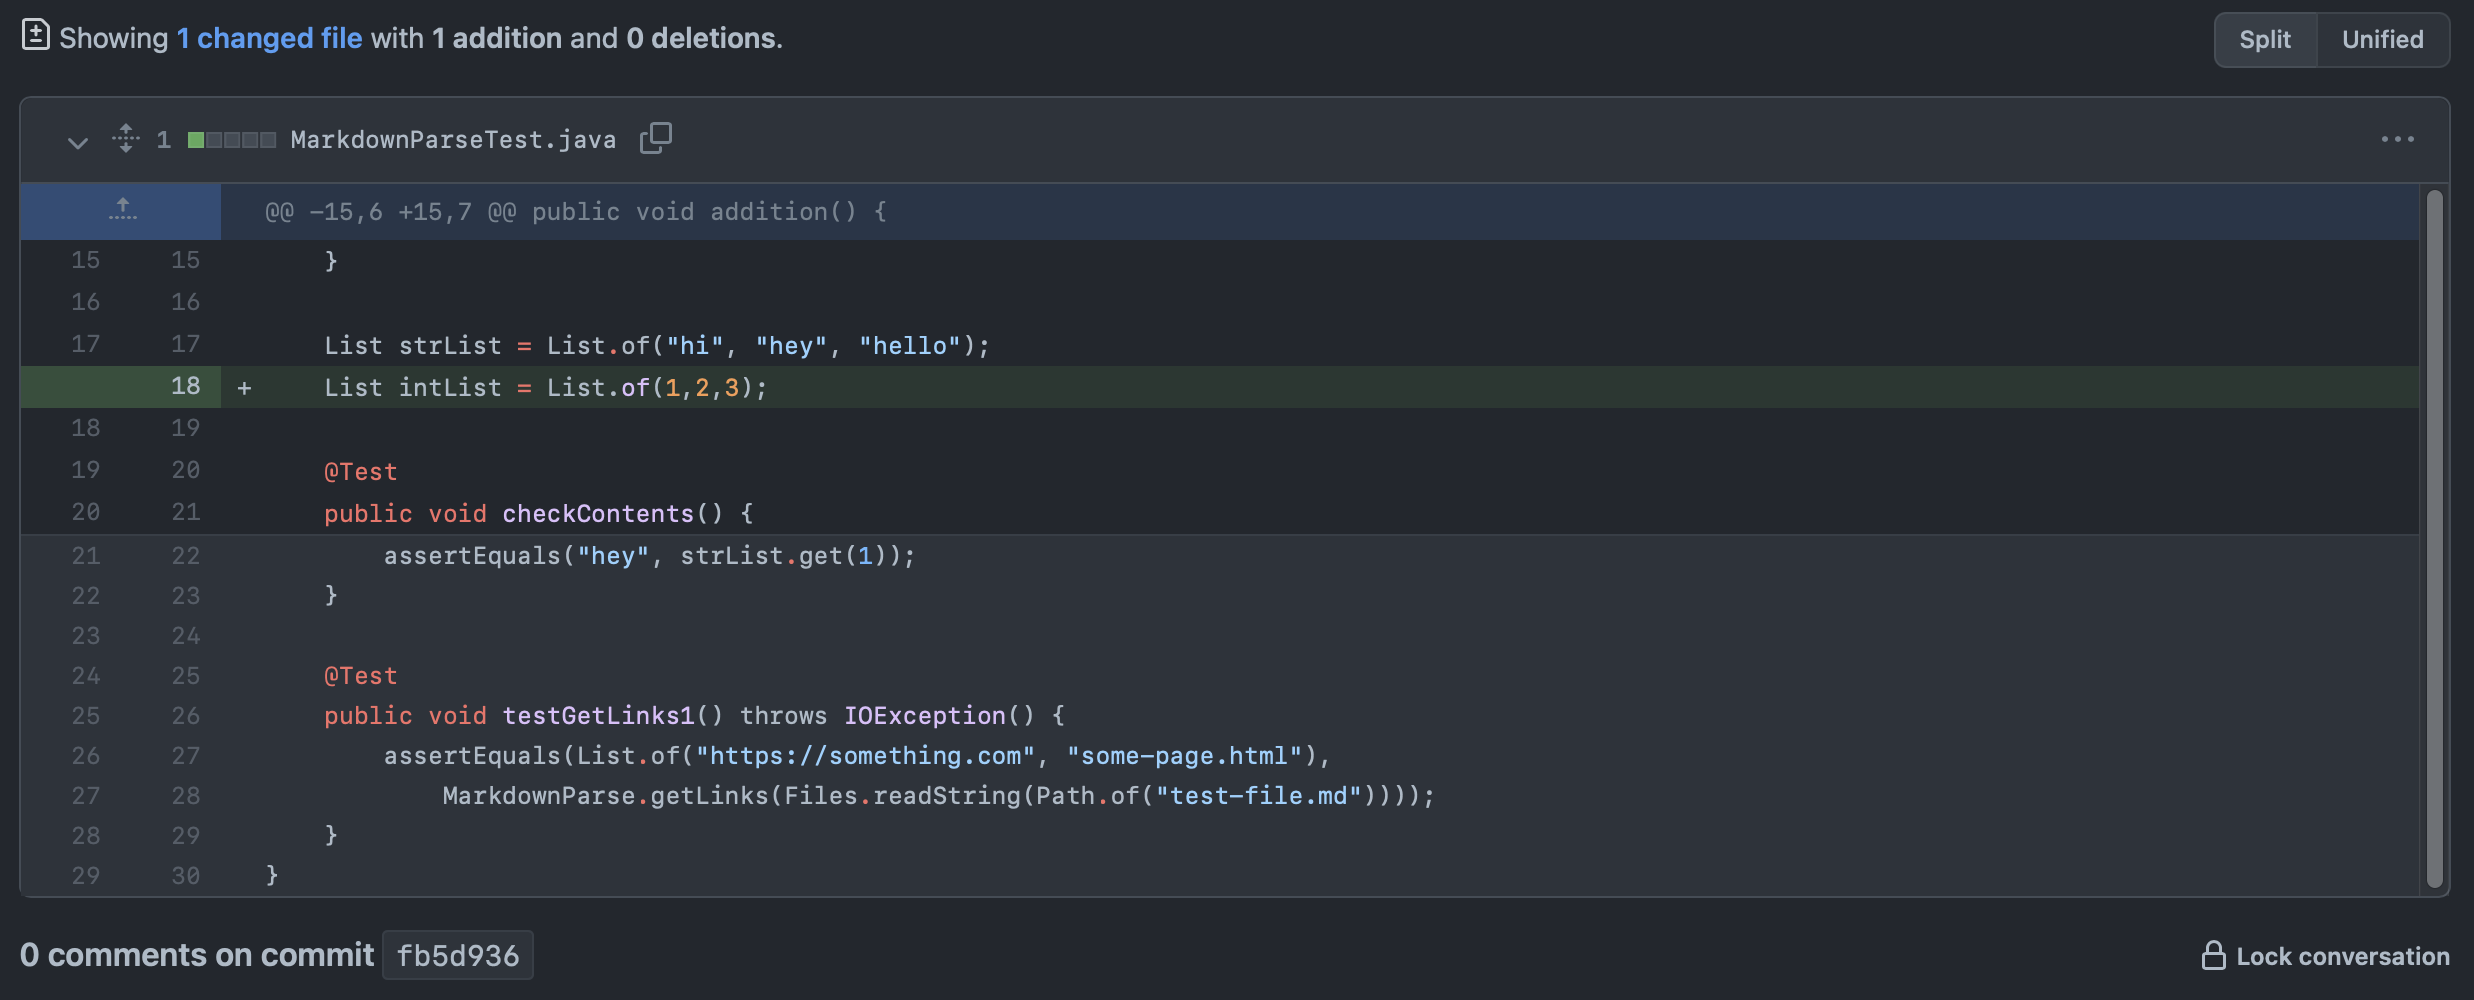 Showing 1 changed file with 1 addition and 0 deletions.
Split Unified
1 MarkdownParseTest.java
@@ -15,6 +15,7 @@ public void addition() {
15 15 }
16 16
17 17 List strList = List.of("hi", "hey", "hello");
18 + List intList = List.of(1,2,3);
18 19
19 20 @Test
20 21 public void checkContents() {
21 22 assertEquals("hey", strList.get(1));
22 23 }
23 24
24 25 @Test
25 26 public void testGetLinks1() throws IOException() {
26 27 assertEquals(List.of("https://something.com", "some-page.html"),
27 28 MarkdownParse.getLinks(Files.readString(Path.of("test-file.md"))));
28 29 }
29 30 }
0 comments on commit fb5d936
Lock conversation